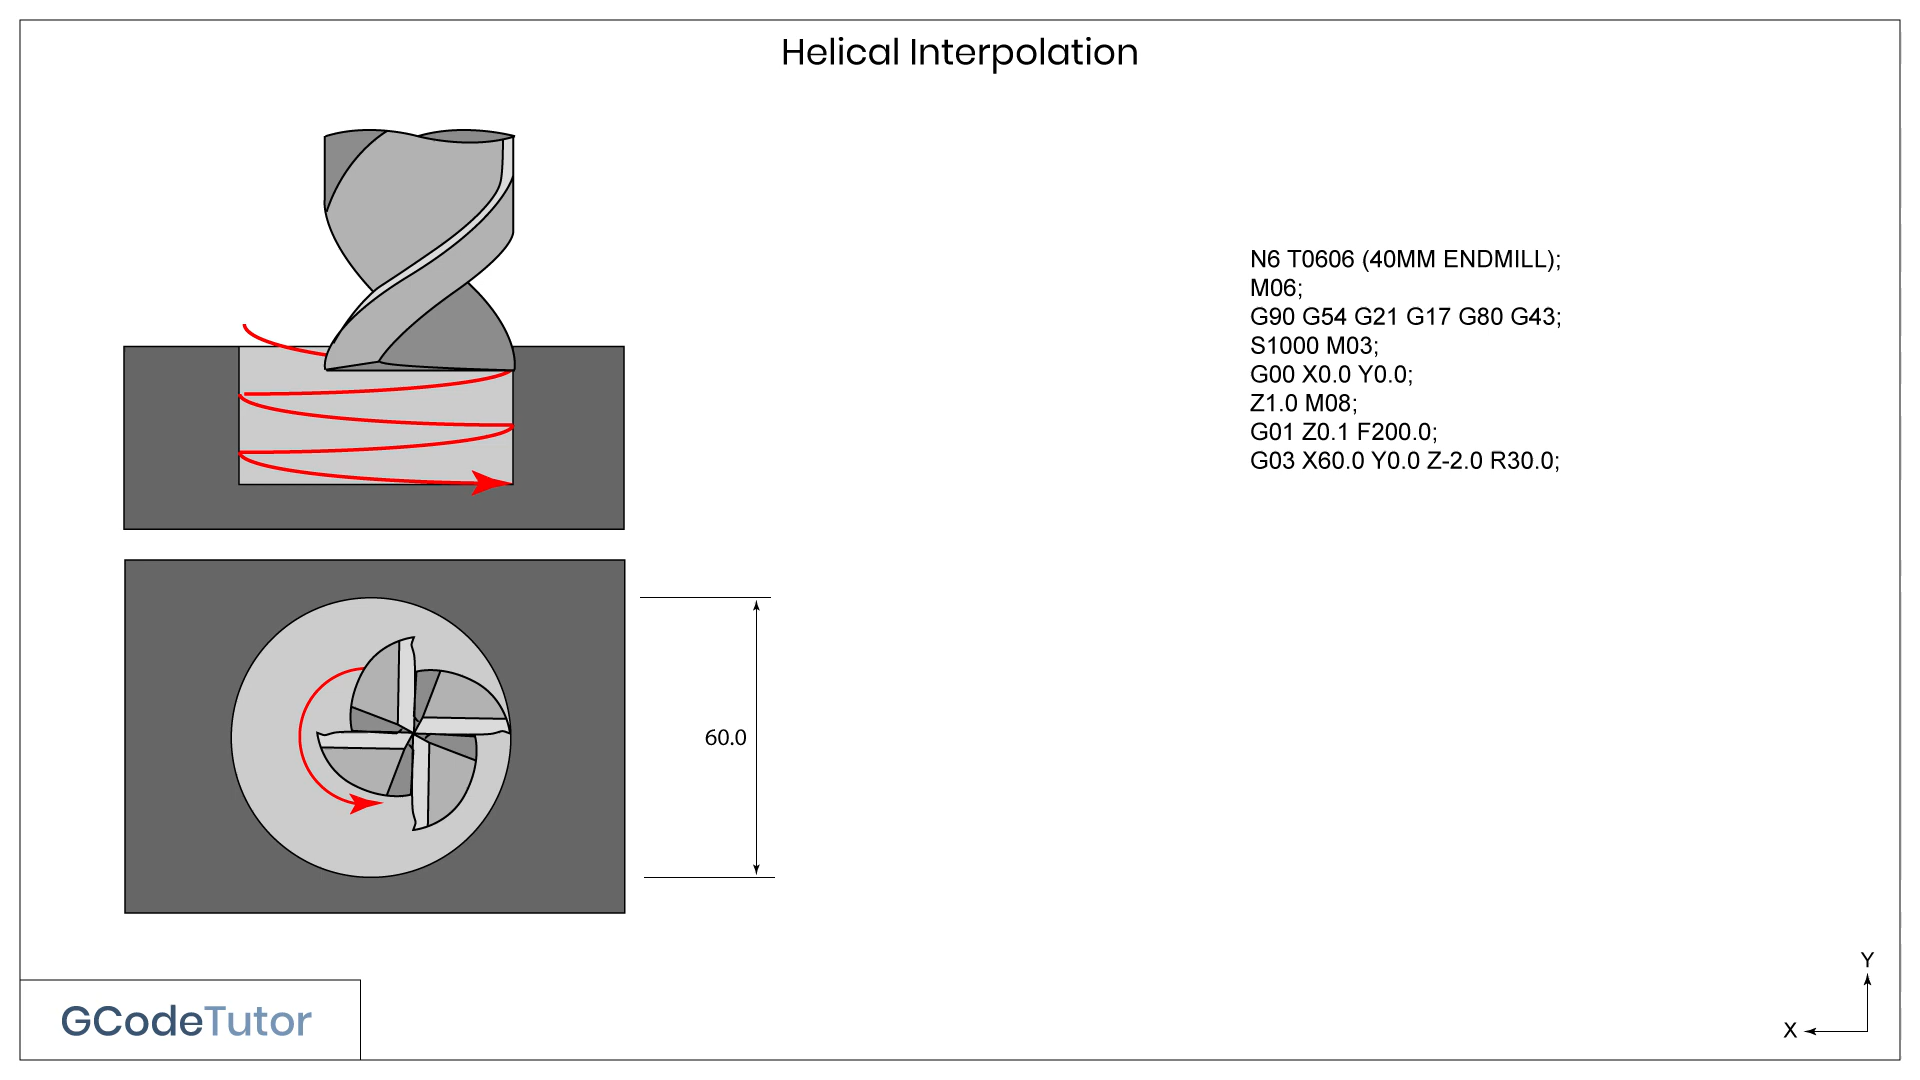 Helical Interpolation
N6 T0606 (40MM ENDMILL);
M06;
G90 G54 G21 G17 G80 G43;
S1000 M03;
G00 X0.0 Y0.0;
Z1.0 M08;
G01 Z0.1 F200.0;
G03 X60.0 Y0.0 Z-2.0 R30.0;
60.0
Y
X
GCodeTutor